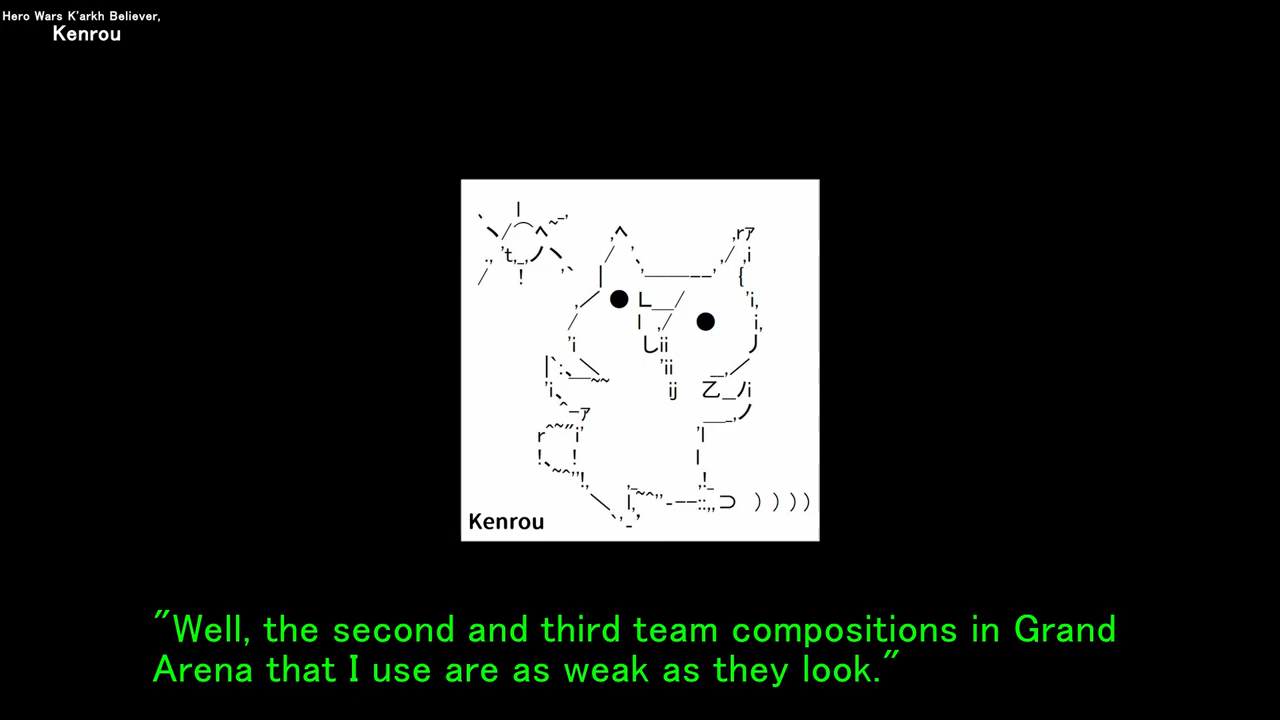 Hero Wars K'arkh Believer,
Kenrou
Kenrou
"Well, the second and third team compositions in Grand
Arena that I use are as weak as they look."